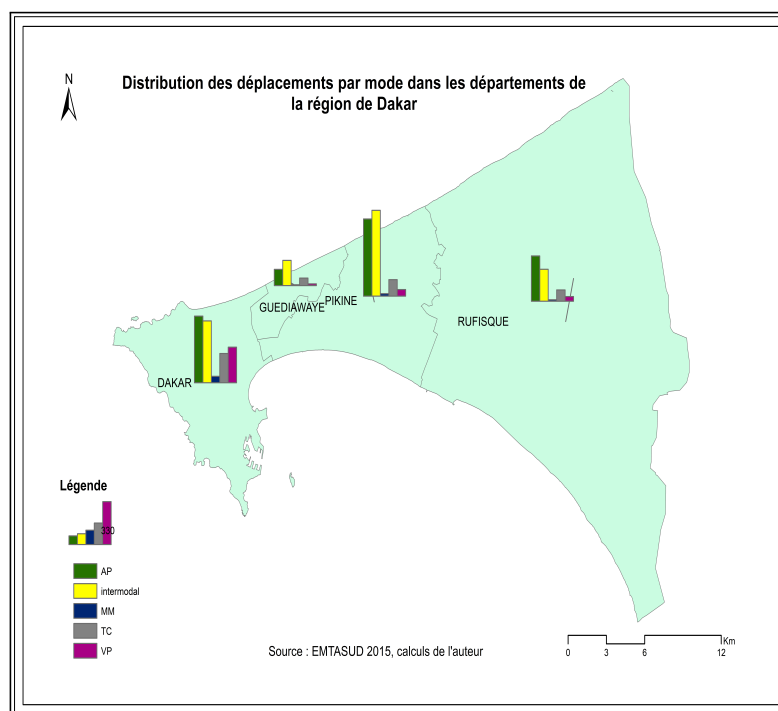 N
Distribution des déplacements par mode dans les départements de
la région de Dakar
GUEDIAWAYE
PIKINE
RUFISQUE
DAKAR
Légende
330
AP
intermodal
MM
TC
VP
Source : EMTASUD 2015, calculs de l'auteur
Km
0 3 6 12